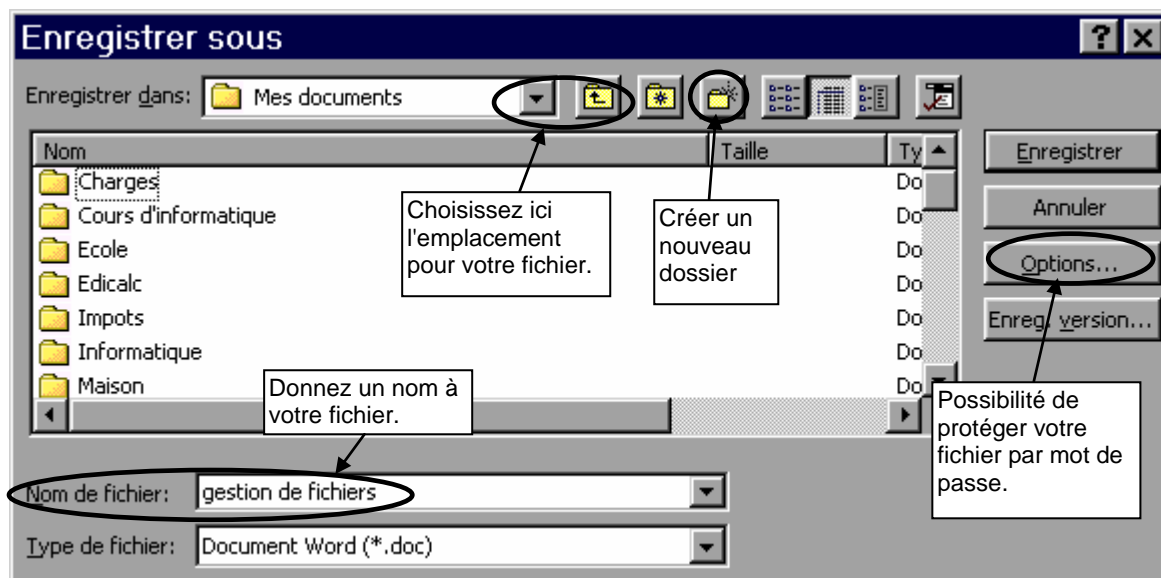 Enregistrer sous
Enregistrer dans: Mes documents
Nom Taille Ty
Charges Do
Cours d'informatique Do
Ecole Do
Edicalc Do
Impots Do
Informatique Do
Maison Do
Choisissez ici
l'emplacement
pour votre fichier.
Créer un
nouveau
dossier
Enregistrer
Annuler
Options...
Enreg. version...
Donnez un nom à
votre fichier.
Possibilité de
protéger votre
fichier par mot de
passe.
Nom de fichier: gestion de fichiers
Type de fichier: Document Word (*.doc)